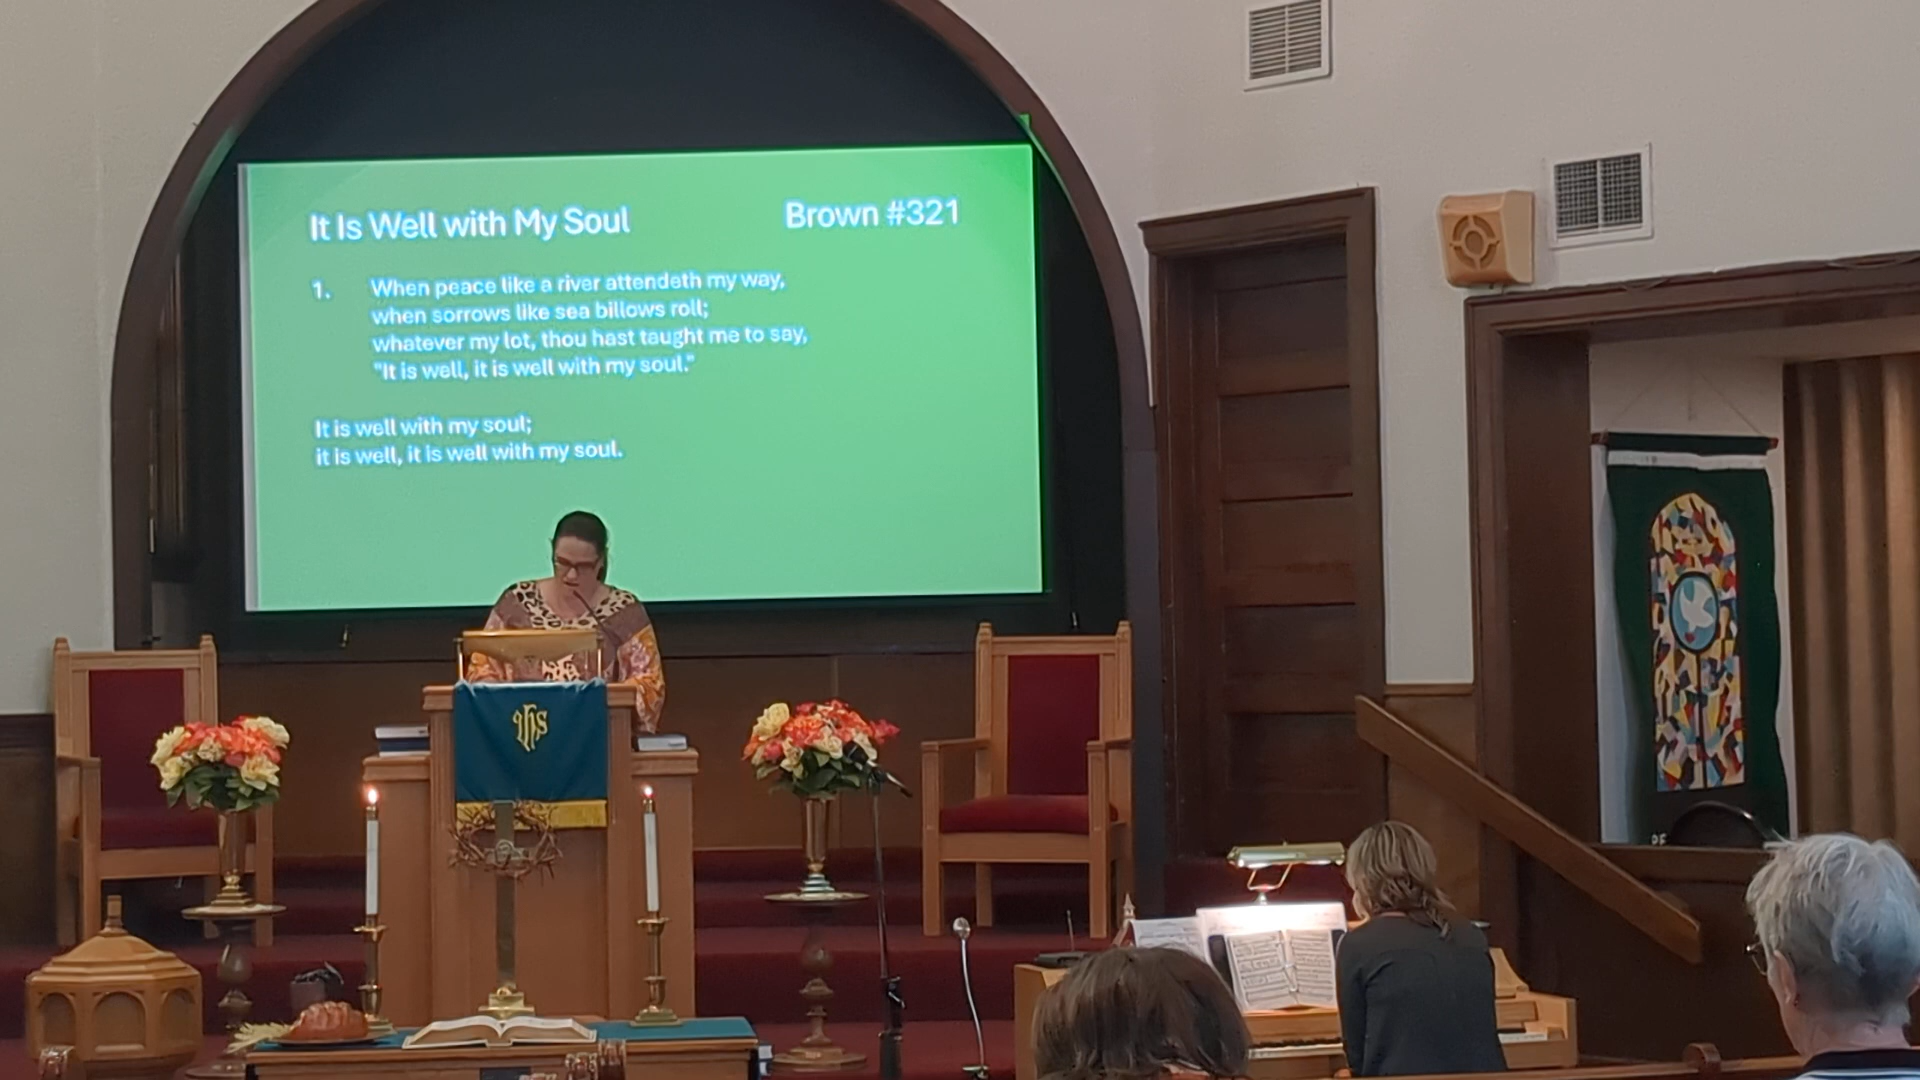 It Is Well with My Soul
Brown #321
1. When peace like a river attendeth my way,
when sorrows like sea billows roll;
whatever my lot, thou hast taught me to say,
"It is well, it is well with my soul."
It is well with my soul;
it is well, it is well with my soul.
IHS